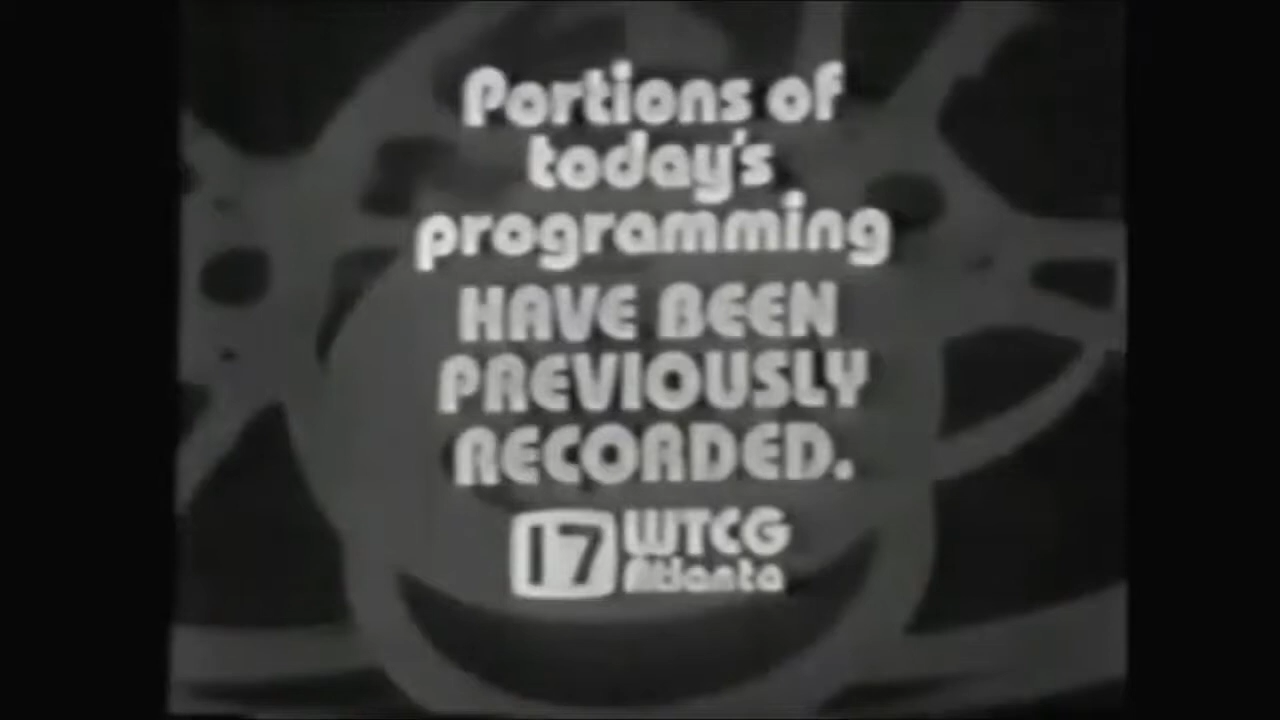 Portions of
today's
programming
HAVE BEEN
PREVIOUSLY
RECORDED.
17 WTCG
Atlanta